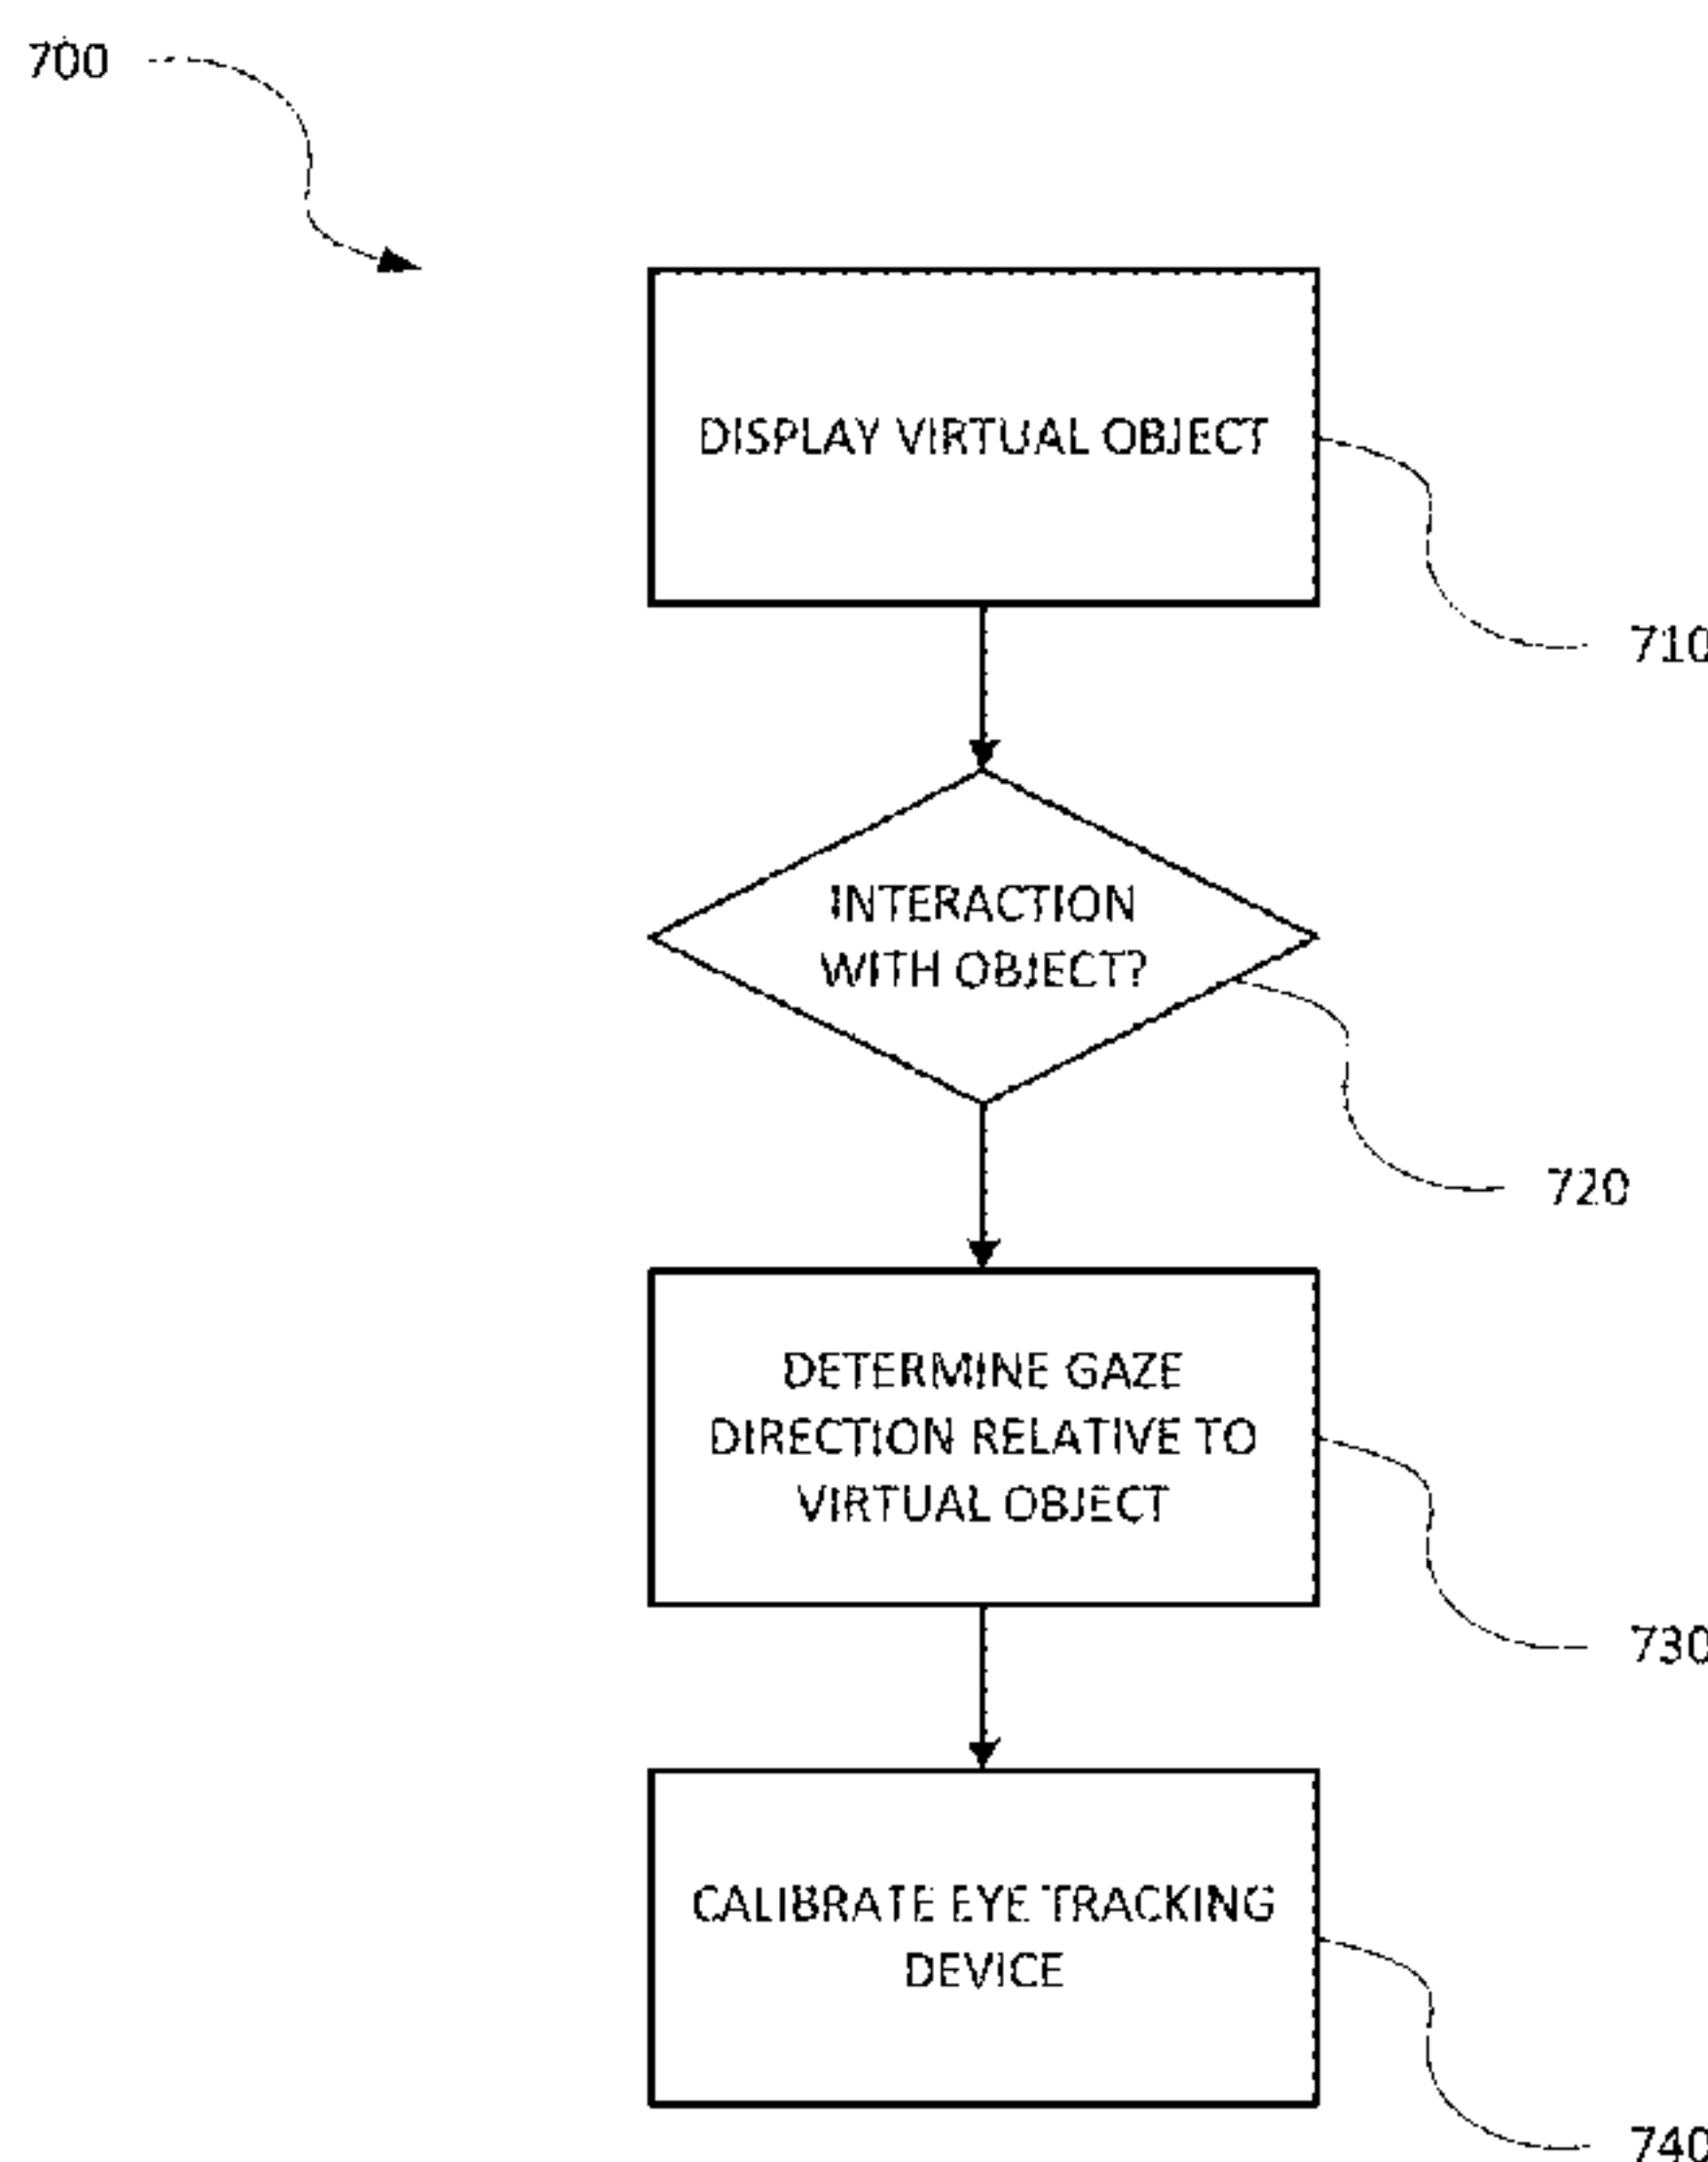 700
DISPLAY VIRTUAL OBJECT
710
INTERACTION
WITH OBJECT?
720
DETERMINE GAZE
DIRECTION RELATIVE TO
VIRTUAL OBJECT
730
CALIBRATE EYE TRACKING
DEVICE
740